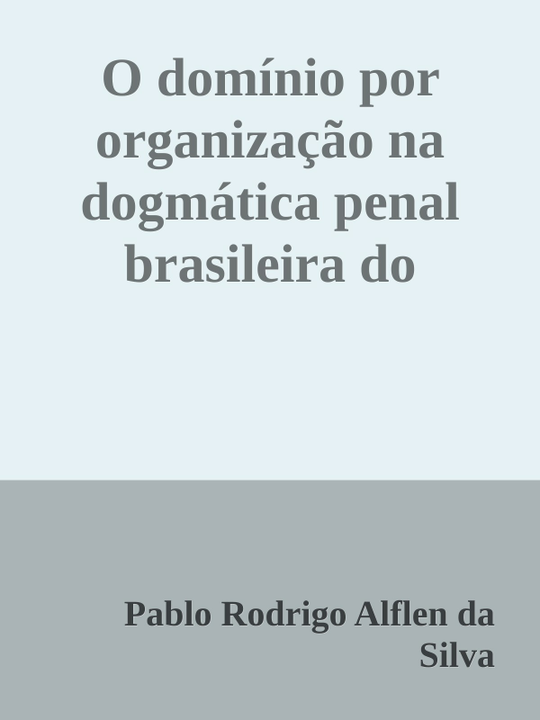 O domínio por
organização na
dogmática penal
brasileira do
Pablo Rodrigo Alflen da
Silva